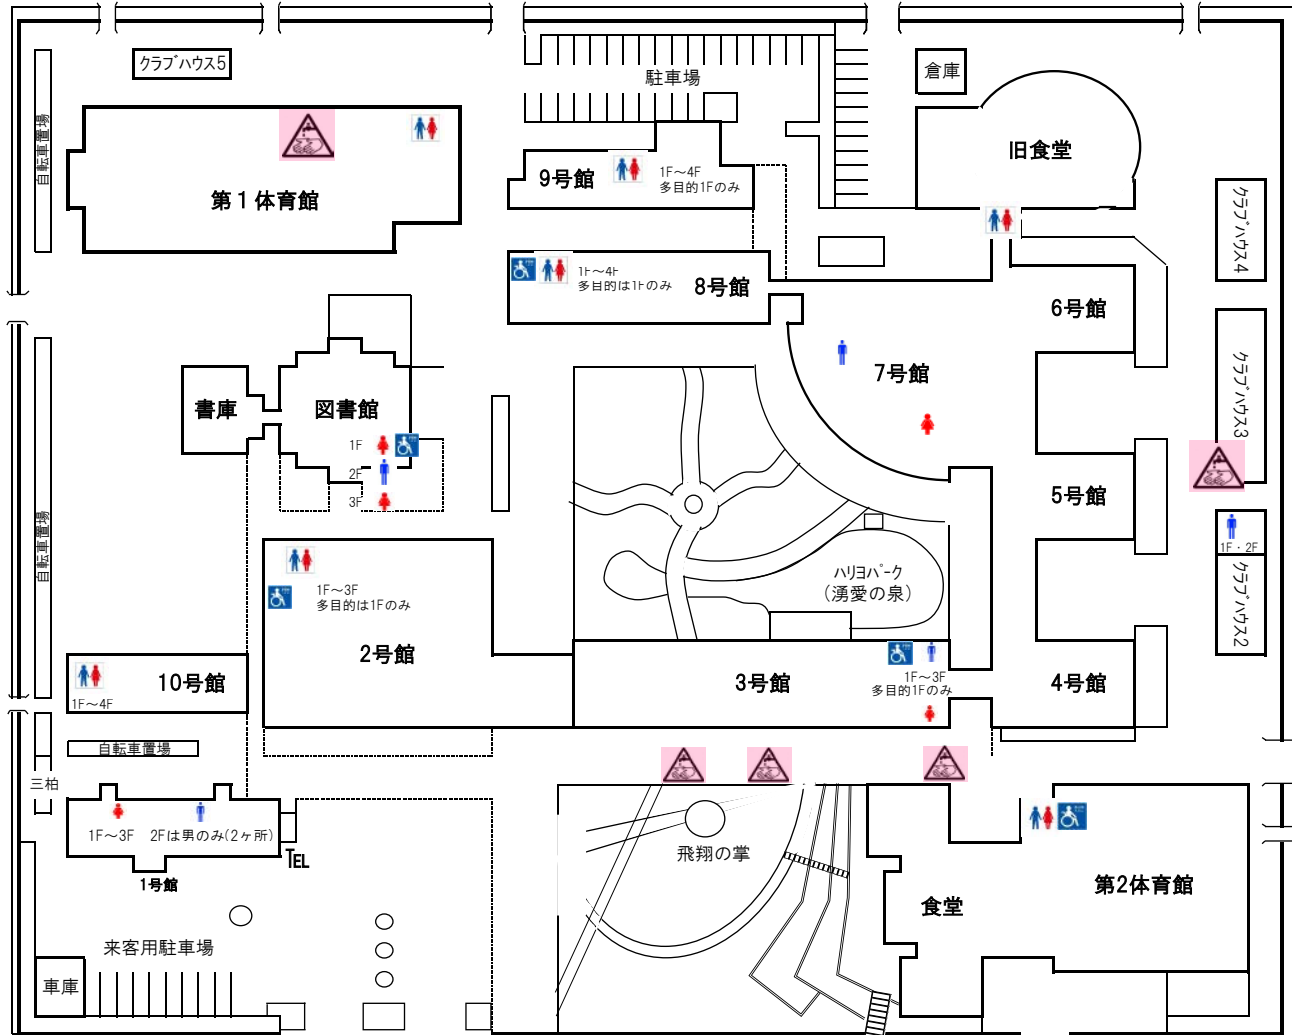 クラブハウス5
駐車場
倉庫
自転車置場
旧食堂
9号館
1F～4F
多目的1Fのみ
第1体育館
クラブハウス4
1F～4F
多目的は1Fのみ
8号館
6号館
7号館
クラブハウス3
書庫
図書館
1F
2F
3F
5号館
自転車置場
1F・2F
ハリヨパーク
(湧愛の泉)
1F～3F
多目的は1Fのみ
クラブハウス2
2号館
10号館
1F～4F
3号館
1F～3F
多目的1Fのみ
4号館
自転車置場
三柏
1F～3F
2Fは男のみ(2ヶ所)
TEL
1号館
飛翔の掌
第2体育館
食堂
来客用駐車場
車庫